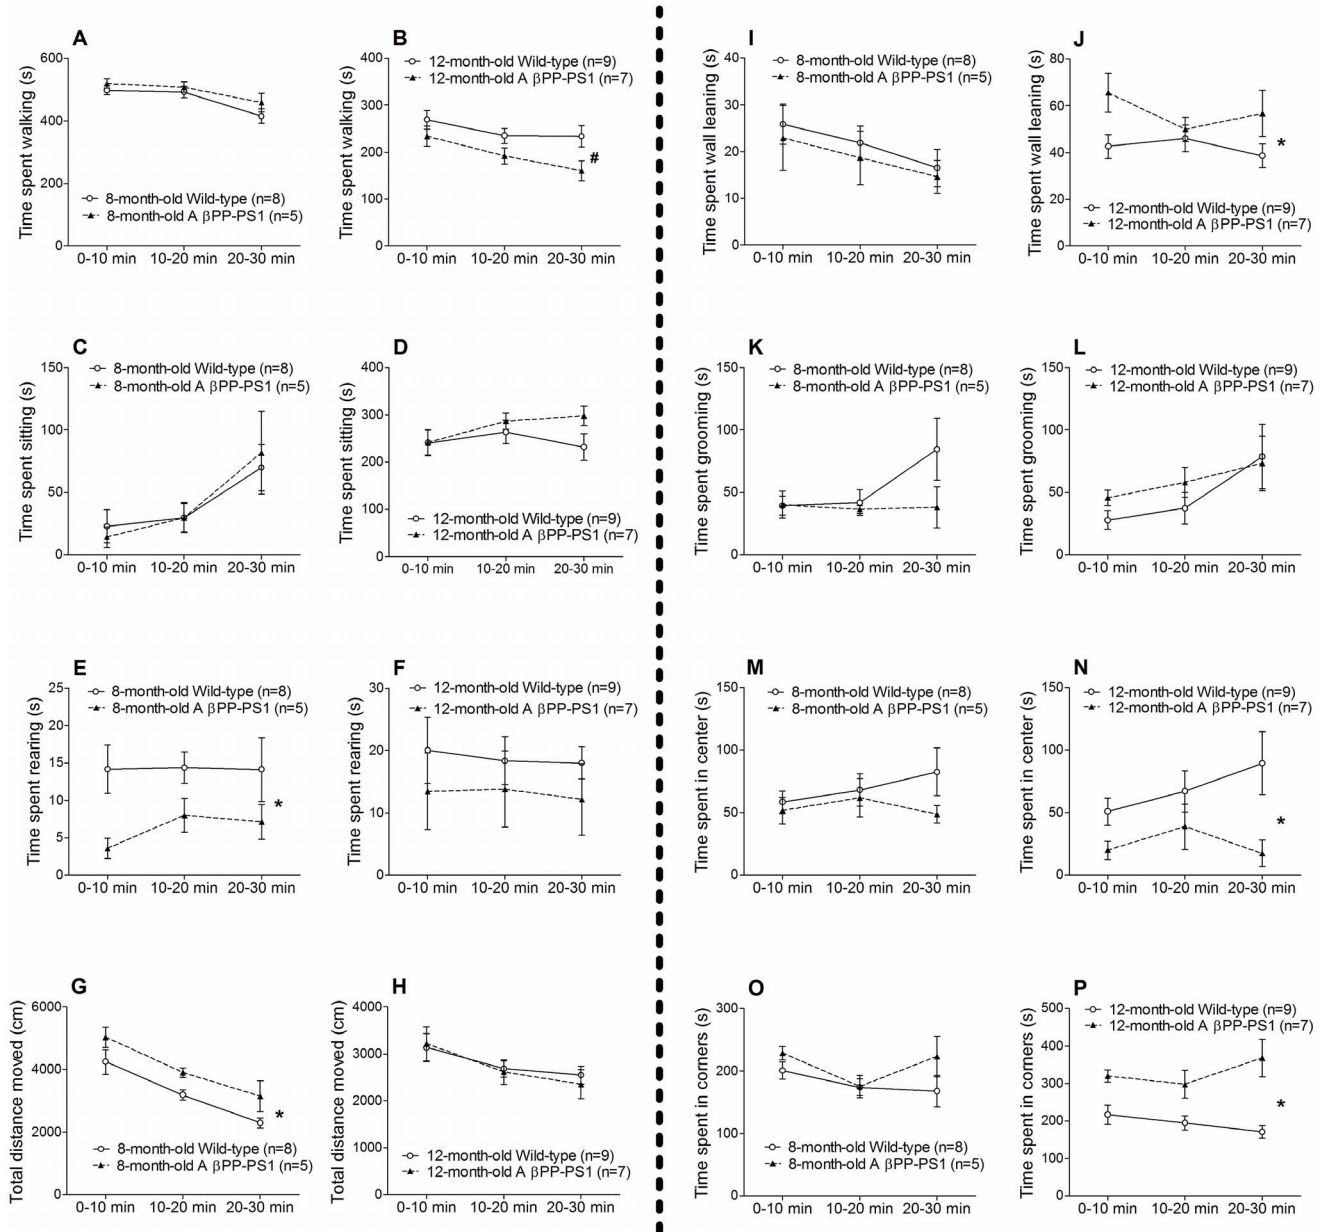 A
Time spent walking (s)
600
400
200
0
8-month-old Wild-type (n=8)
8-month-old A βPP-PS1 (n=5)
0-10 min 10-20 min 20-30 min
B
Time spent walking (s)
400
300
200
100
0
12-month-old Wild-type (n=9)
12-month-old A βPP-PS1 (n=7)
#
0-10 min 10-20 min 20-30 min
I
Time spent wall leaning (s)
40
30
20
10
0
8-month-old Wild-type (n=8)
8-month-old A βPP-PS1 (n=5)
0-10 min 10-20 min 20-30 min
J
Time spent wall leaning (s)
80
60
40
20
0
*
12-month-old Wild-type (n=9)
12-month-old A βPP-PS1 (n=7)
0-10 min 10-20 min 20-30 min
C
Time spent sitting (s)
150
100
50
0
8-month-old Wild-type (n=8)
8-month-old A βPP-PS1 (n=5)
0-10 min 10-20 min 20-30 min
D
Time spent sitting (s)
400
300
200
100
0
12-month-old Wild-type (n=9)
12-month-old A βPP-PS1 (n=7)
0-10 min 10-20 min 20-30 min
K
Time spent grooming (s)
150
100
50
0
8-month-old Wild-type (n=8)
8-month-old A βPP-PS1 (n=5)
0-10 min 10-20 min 20-30 min
L
Time spent grooming (s)
150
100
50
0
12-month-old Wild-type (n=9)
12-month-old A βPP-PS1 (n=7)
0-10 min 10-20 min 20-30 min
E
Time spent rearing (s)
25
20
15
10
5
0
8-month-old Wild-type (n=8)
8-month-old A βPP-PS1 (n=5)
*
0-10 min 10-20 min 20-30 min
F
Time spent rearing (s)
30
20
10
0
12-month-old Wild-type (n=9)
12-month-old A βPP-PS1 (n=7)
0-10 min 10-20 min 20-30 min
M
Time spent in center (s)
150
100
50
0
8-month-old Wild-type (n=8)
8-month-old A βPP-PS1 (n=5)
0-10 min 10-20 min 20-30 min
N
Time spent in center (s)
150
100
50
0
12-month-old Wild-type (n=9)
12-month-old A βPP-PS1 (n=7)
*
0-10 min 10-20 min 20-30 min
G
Total distance moved (cm)
6000
4000
2000
0
*
8-month-old Wild-type (n=8)
8-month-old A βPP-PS1 (n=5)
0-10 min 10-20 min 20-30 min
H
Total distance moved (cm)
4000
3000
2000
1000
0
12-month-old Wild-type (n=9)
12-month-old A βPP-PS1 (n=7)
0-10 min 10-20 min 20-30 min
O
Time spent in corners (s)
300
200
100
0
8-month-old Wild-type (n=8)
8-month-old A βPP-PS1 (n=5)
0-10 min 10-20 min 20-30 min
P
Time spent in corners (s)
500
400
300
200
100
0
12-month-old Wild-type (n=9)
12-month-old A βPP-PS1 (n=7)
*
0-10 min 10-20 min 20-30 min